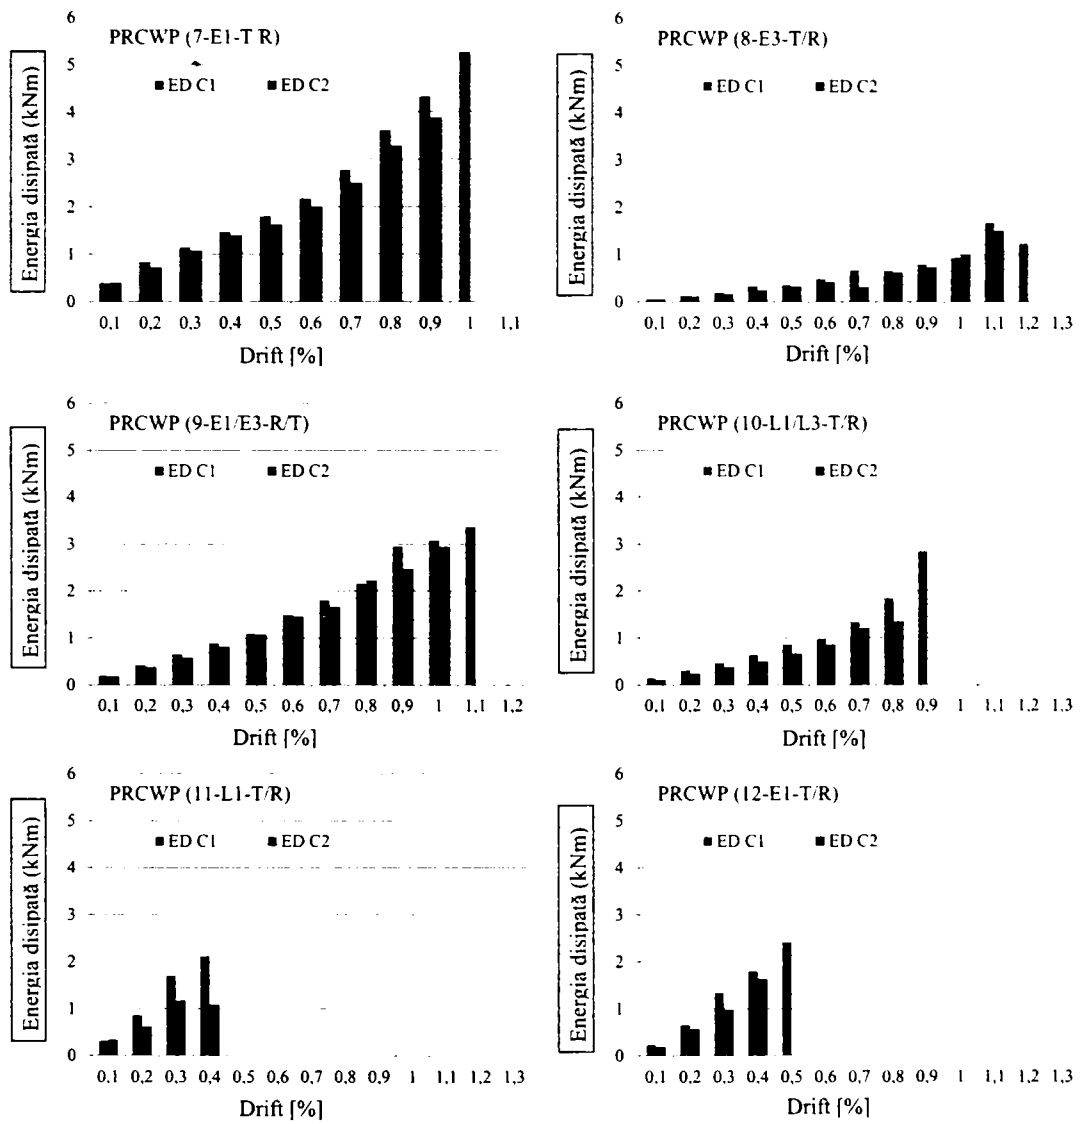 PRCWP (7-E1-T R)
ED C1 ED C2
Energia disipată (kNm)
6
5
4
3
2
1
0
0,1 0,2 0,3 0,4 0,5 0,6 0,7 0,8 0,9 1 1,1
Drift [%]
PRCWP (8-E3-T/R)
ED C1 ED C2
Energia disipată (kNm)
6
5
4
3
2
1
0
0,1 0,2 0,3 0,4 0,5 0,6 0,7 0,8 0,9 1 1,1 1,2 1,3
Drift [%]
PRCWP (9-E1/E3-R/T)
ED C1 ED C2
Energia disipată (kNm)
6
5
4
3
2
1
0
0,1 0,2 0,3 0,4 0,5 0,6 0,7 0,8 0,9 1 1,1 1,2
Drift [%]
PRCWP (10-L1/L3-T/R)
ED C1 ED C2
Energia disipată (kNm)
6
5
4
3
2
1
0
0,1 0,2 0,3 0,4 0,5 0,6 0,7 0,8 0,9 1 1,1 1,2 1,3
Drift [%]
PRCWP (11-L1-T/R)
ED C1 ED C2
Energia disipată (kNm)
6
5
4
3
2
1
0
0,1 0,2 0,3 0,4 0,5 0,6 0,7 0,8 0,9 1 1,1 1,2 1,3
Drift [%]
PRCWP (12-E1-T/R)
ED C1 ED C2
Energia disipată (kNm)
6
5
4
3
2
1
0
0,1 0,2 0,3 0,4 0,5 0,6 0,7 0,8 0,9 1 1,1 1,2 1,3
Drift [%]